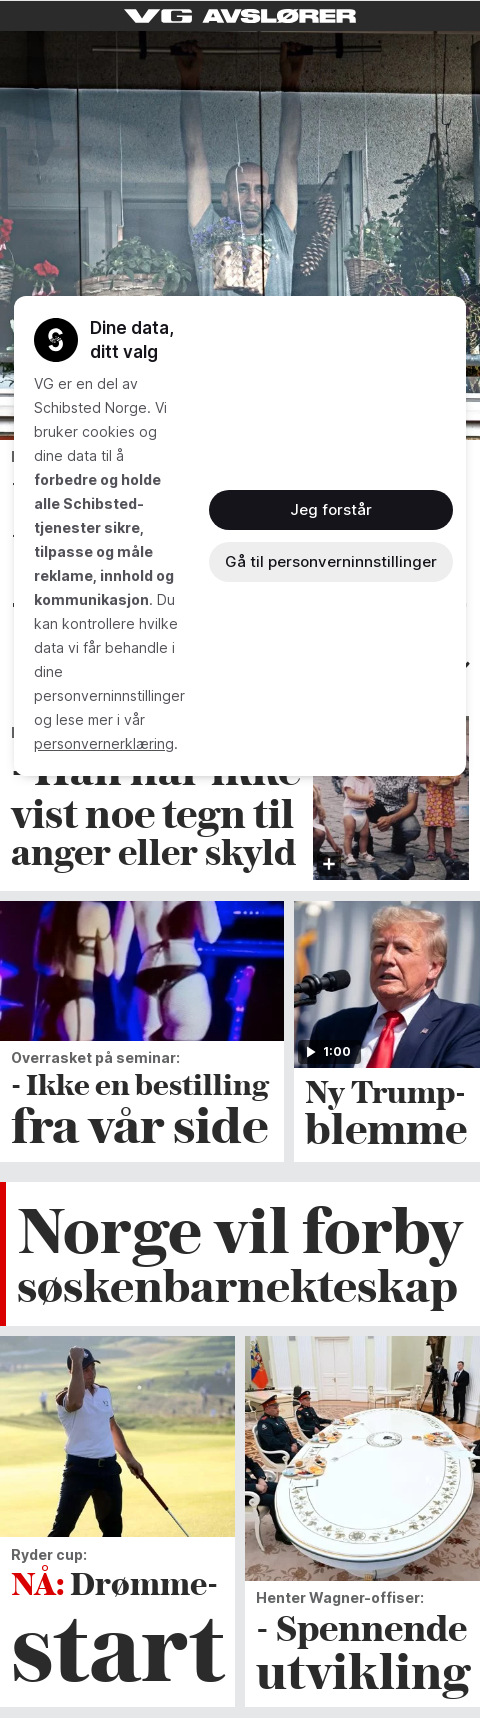 VG AVSLØRER
Dine data,
ditt valg
VG er en del av
Schibsted Norge. Vi
bruker cookies og
dine data til å
forbedre og holde
alle Schibsted-
tjenester sikre,
tilpasse og måle
reklame, innhold og
kommunikasjon. Du
kan kontrollere hvilke
data vi får behandle i
dine
personverninnstillinger
og lese mer i vår
personvernerklæring.
Jeg forstår
Gå til personverninnstillinger
- Han har ikke
vist noe tegn til
anger eller skyld
Overrasket på seminar:
- Ikke en bestilling
fra vår side
1:00
Ny Trump-
blemme
Norge vil forby
søskenbarnekteskap
Ryder cup:
NÅ: Drømme-
start
Henter Wagner-offiser:
- Spennende
utvikling